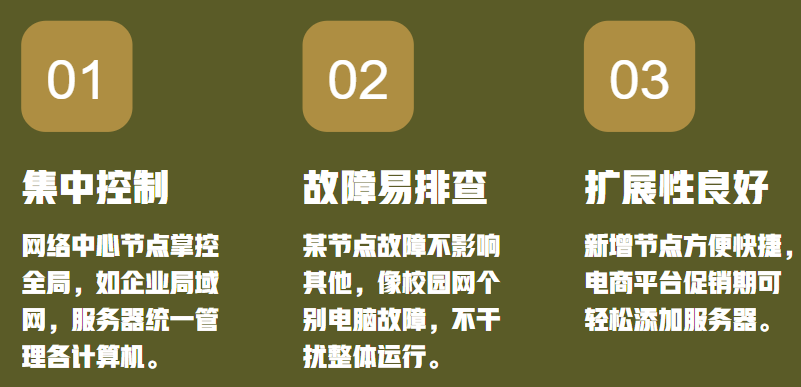 01
集中控制
网络中心节点掌控
全局，如企业局域
网，服务器统一管
理各计算机。
02
故障易排查
某节点故障不影响
其他，像校园网个
别电脑故障，不干
扰整体运行。
03
扩展性良好
新增节点方便快捷，
电商平台促销期可
轻松添加服务器。